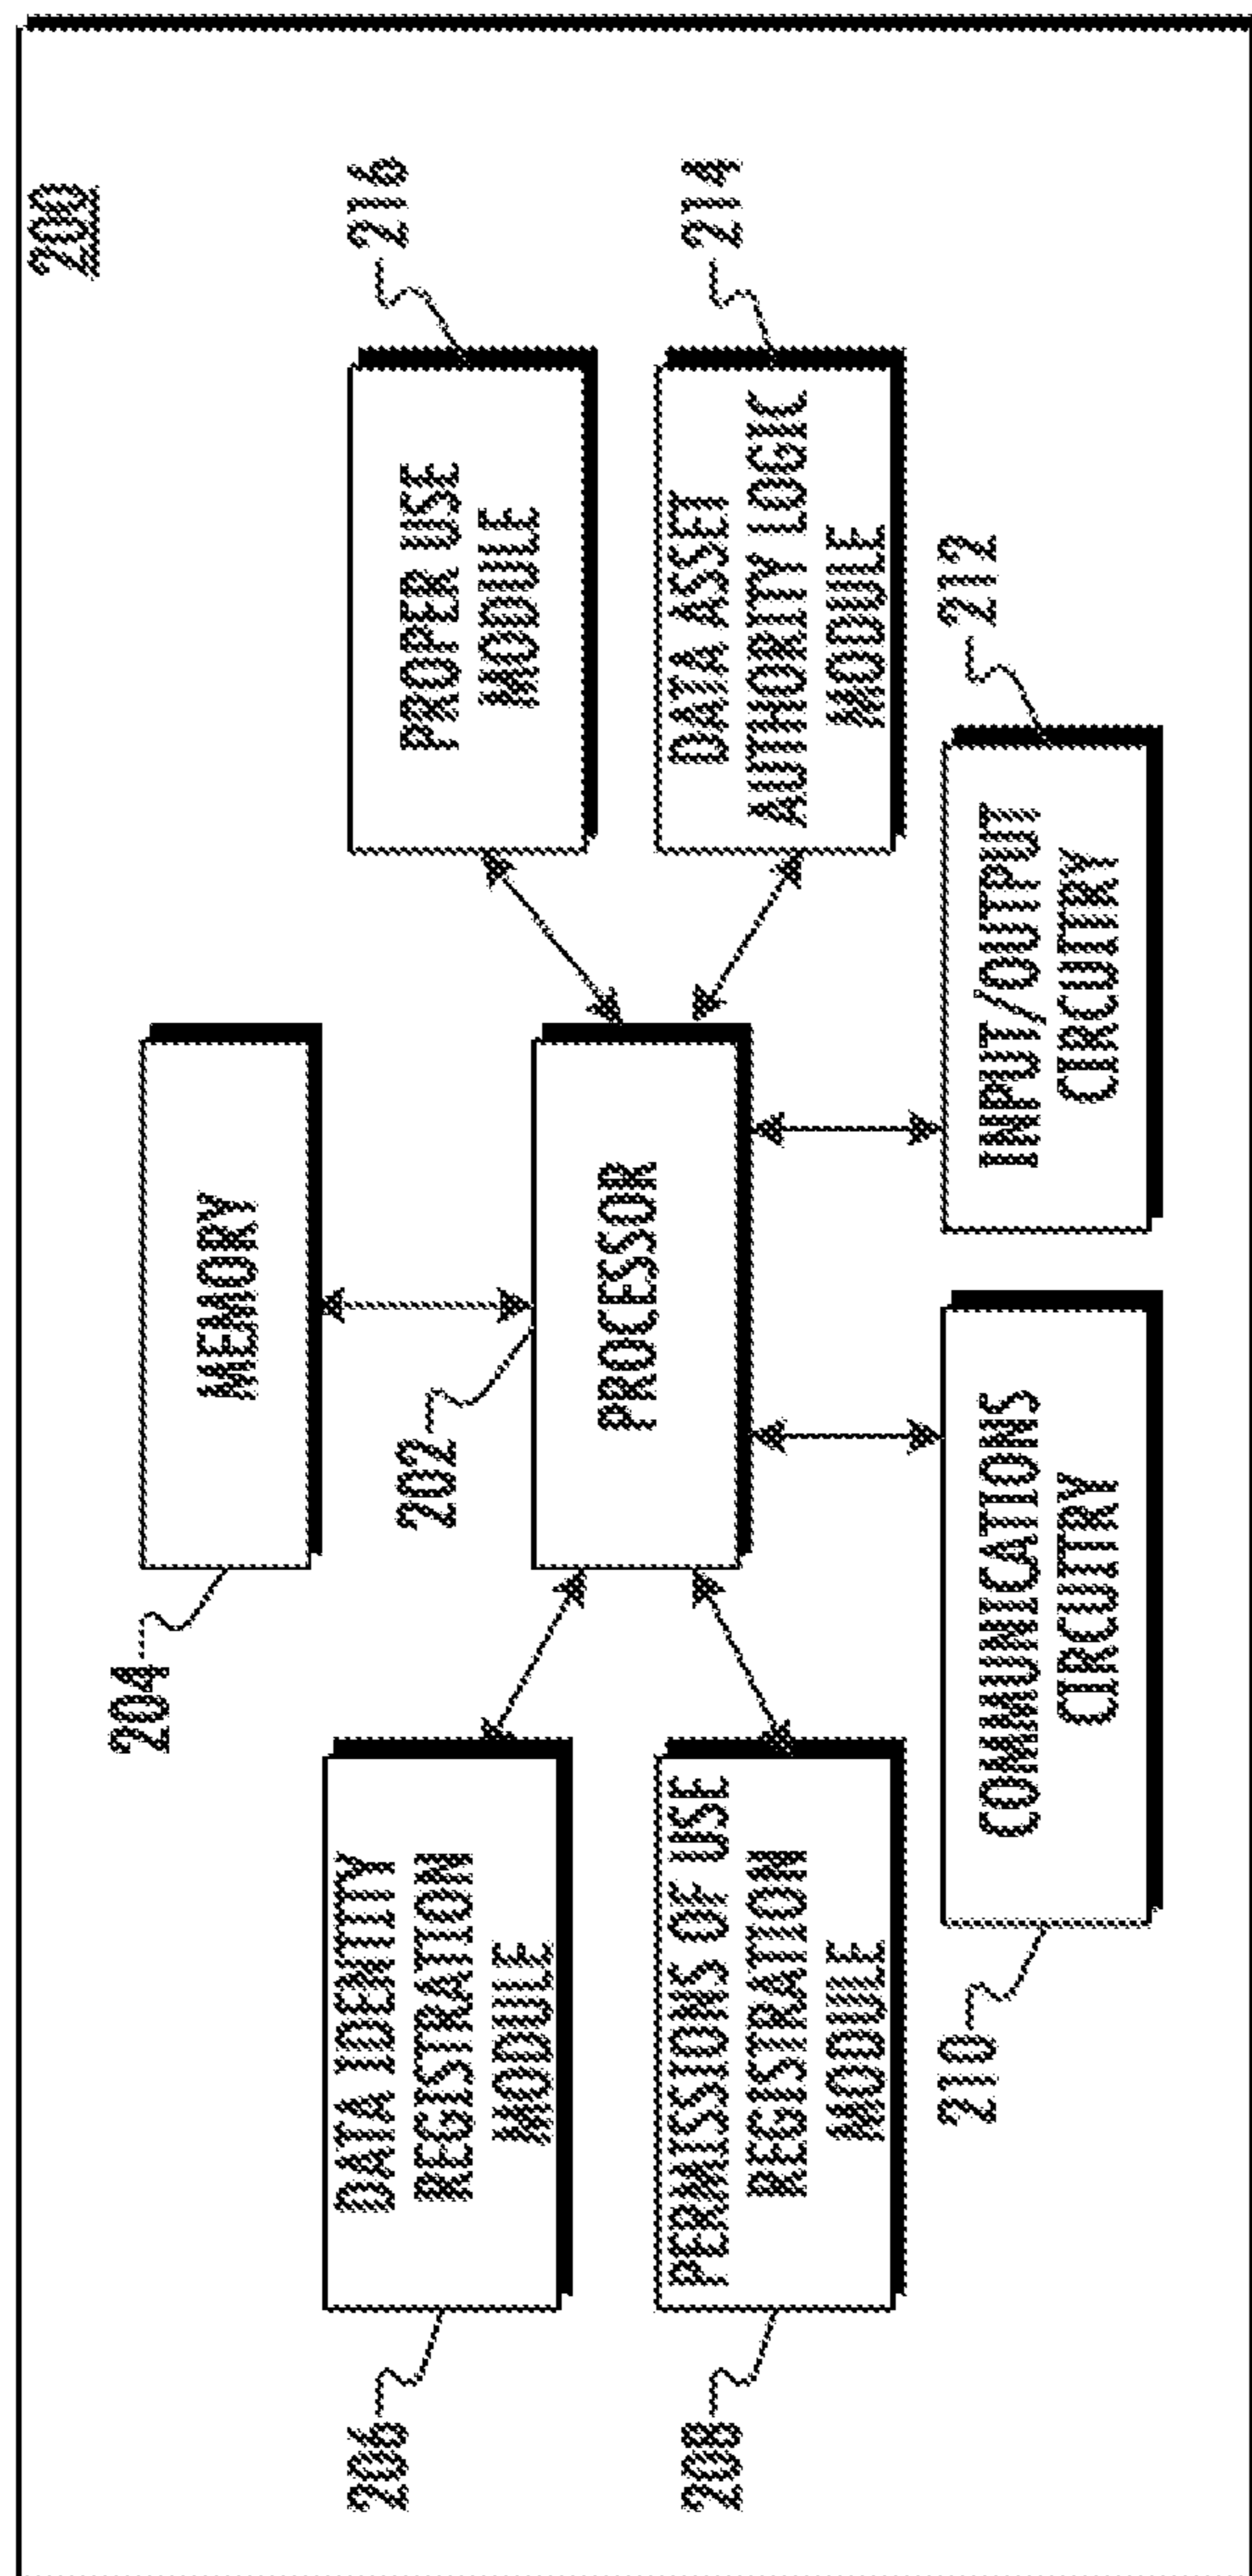 200
204
MEMORY
202
PROCESSOR
206
DATA IDENTITY
REGISTRATION
MODULE
216
PROPER USE
MODULE
208
PERMISSIONS OF USE
REGISTRATION
MODULE
214
DATA ASSET
AUTHORITY LOGIC
MODULE
210
COMMUNICATIONS
CIRCUITRY
212
INPUT/OUTPUT
CIRCUITRY